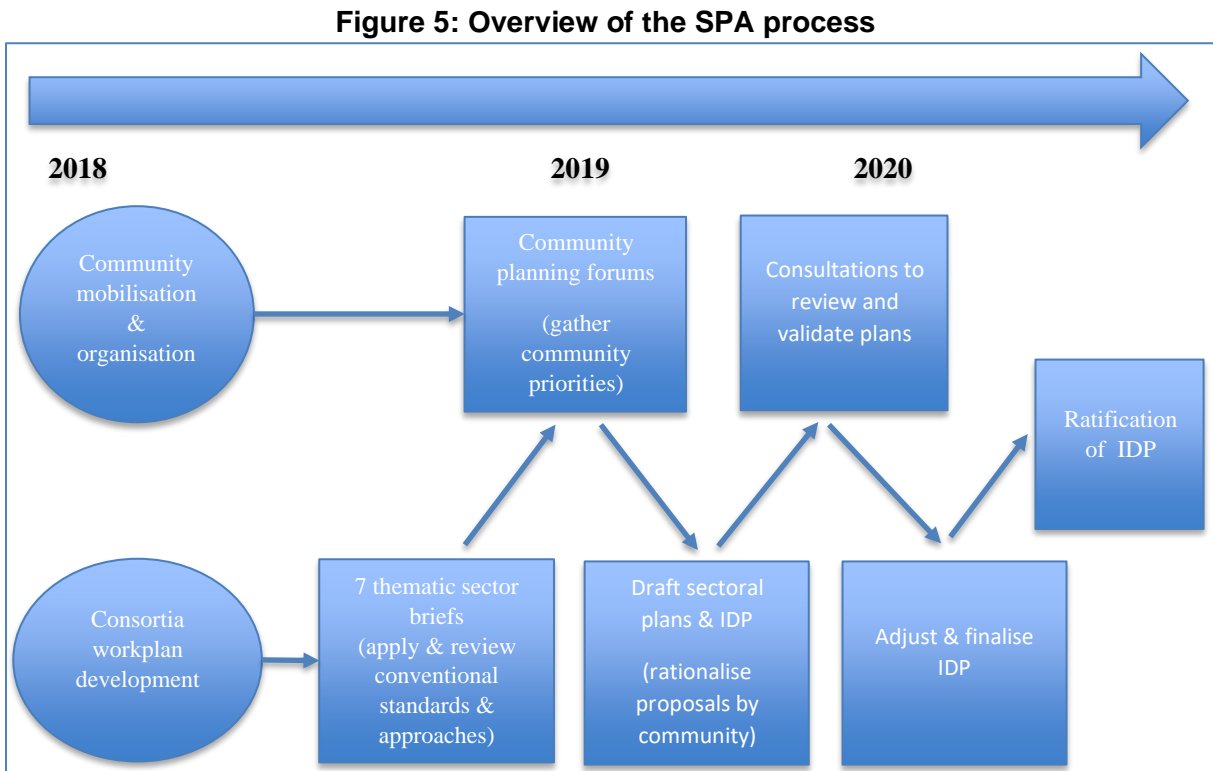 Figure 5: Overview of the SPA process
2018
2019
2020
Community
mobilisation
&
organisation
Community
planning forums
(gather
community
priorities)
Consultations to
review and
validate plans
Ratification
of IDP
Consortia
workplan
development
7 thematic sector
briefs
(apply & review
conventional
standards &
approaches)
Draft sectoral
plans & IDP
(rationalise
proposals by
community)
Adjust & finalise
IDP